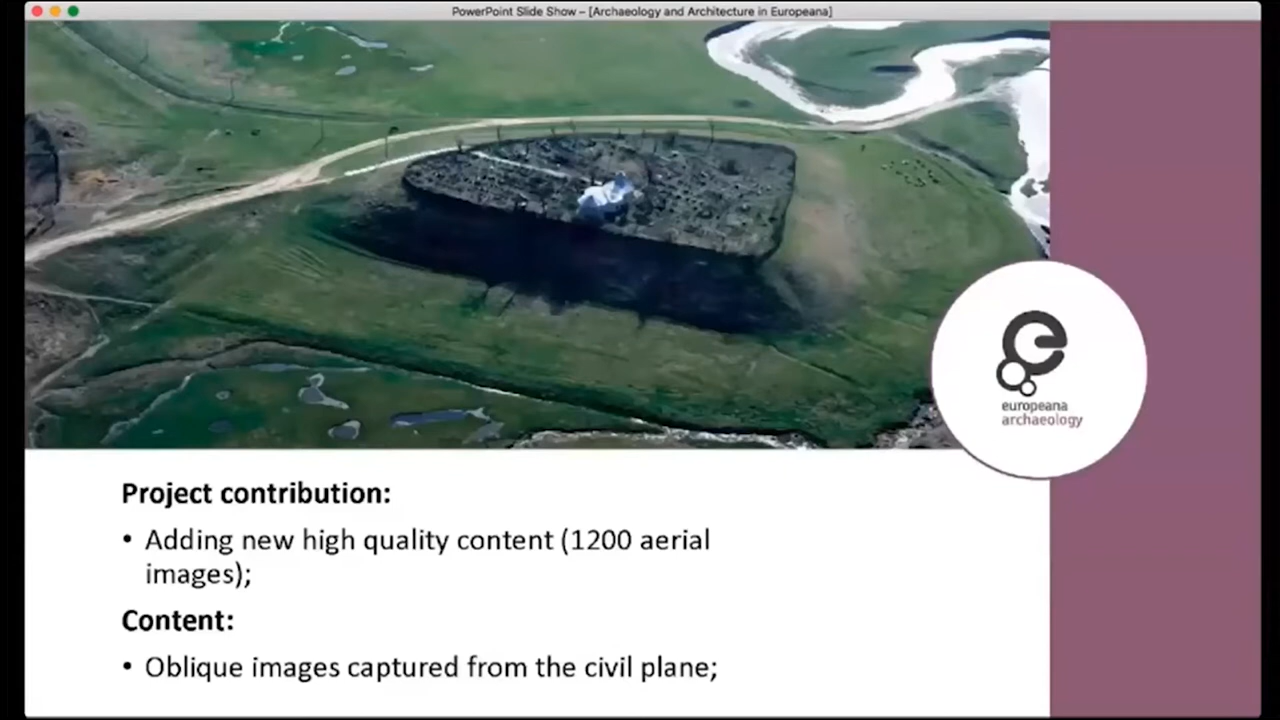 PowerPoint Slide Show – [Archaeology and Architecture in Europeana]
europeana
archaeology
Project contribution:
• Adding new high quality content (1200 aerial
images);
Content:
• Oblique images captured from the civil plane;